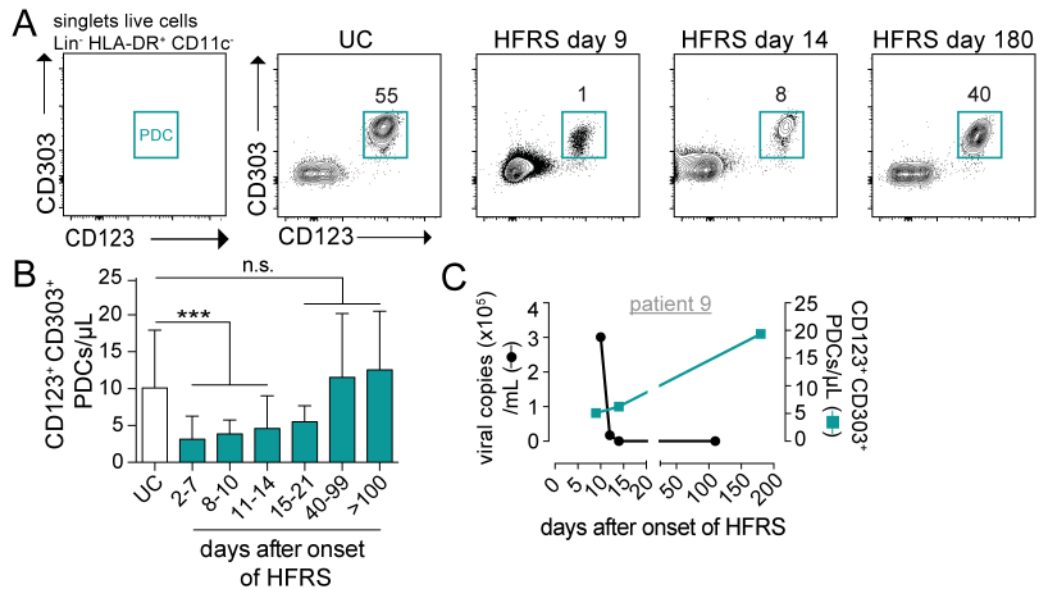 A
singlets live cells
Lin⁻ HLA-DR⁺ CD11c⁻
UC
HFRS day 9
HFRS day 14
HFRS day 180
PDC
55
1
8
40
CD303
CD303
CD123
CD123
B
n.s.
***
CD123⁺ CD303⁺
PDCs/µL
25
20
15
10
5
0
UC
2-7
8-10
11-14
15-21
40-99
>100
days after onset
of HFRS
C
patient 9
viral copies (x10⁵)
/mL (●)
4
3
2
1
0
25
20
15
10
5
0
CD123⁺ CD303⁺
PDCs/µL (■)
0
5
10
15
20
50
100
150
200
days after onset of HFRS